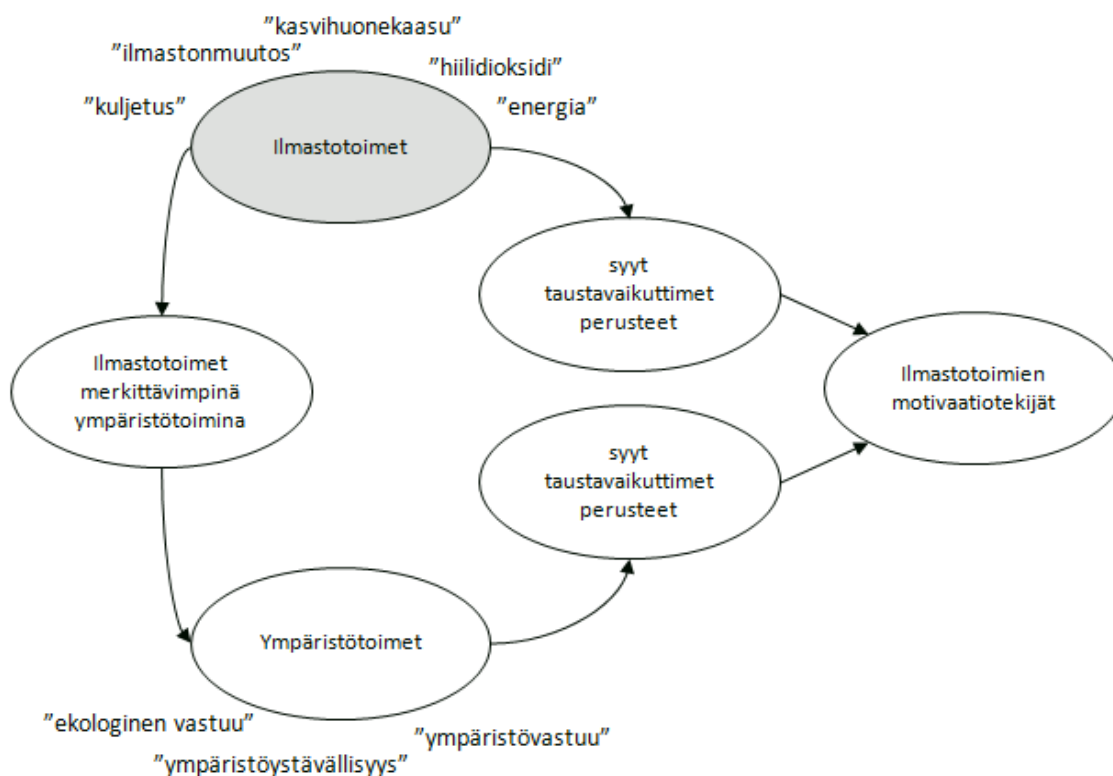 ”kasvihuonekaasu”
”ilmastonmuutos”
”hiilidioksidi”
”kuljetus”
”energia”
Ilmastotoimet
syyt
taustavaikuttimet
perusteet
Ilmastotoimet
merkittävimpinä
ympäristötoimina
Ilmastotoimien
motivaatiotekijät
syyt
taustavaikuttimet
perusteet
Ympäristötoimet
”ekologinen vastuu”
”ympäristövastuu”
”ympäristöystävällisyys”